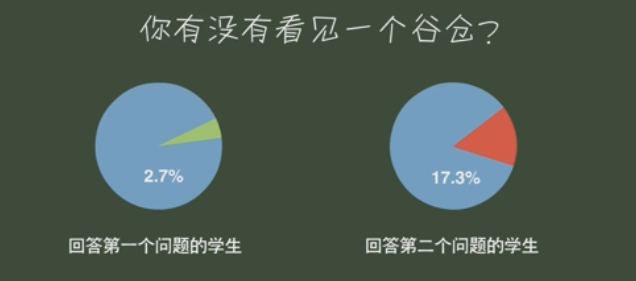 你有没有看见一个谷仓?
2.7%
17.3%
回答第一个问题的学生
回答第二个问题的学生